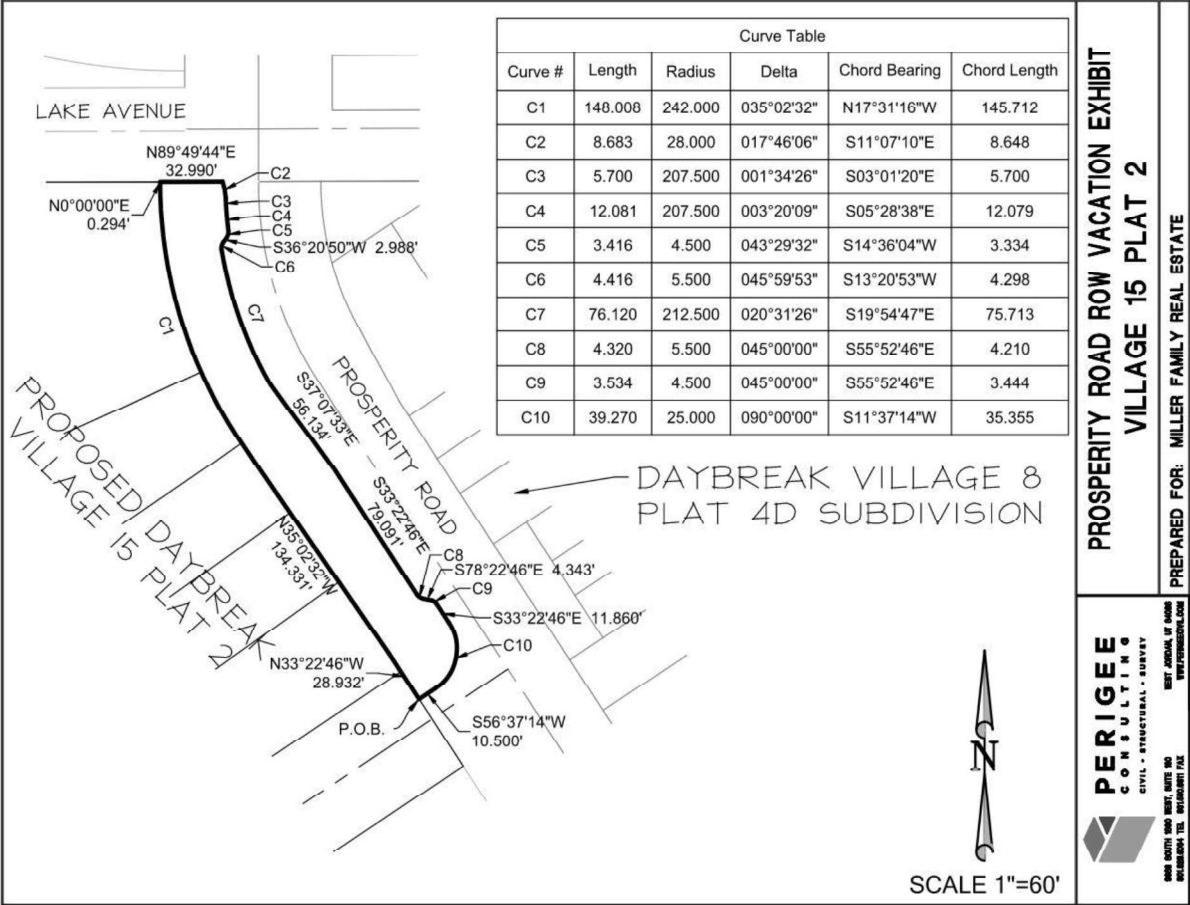 Curve Table
Curve # Length Radius Delta Chord Bearing Chord Length
C1 148.008 242.000 035°02'32" N17°31'16"W 145.712
C2 8.683 28.000 017°46'06" S11°07'10"E 8.648
C3 5.700 207.500 001°34'26" S03°01'20"E 5.700
C4 12.081 207.500 003°20'09" S05°28'38"E 12.079
C5 3.416 4.500 043°29'32" S14°36'04"W 3.334
C6 4.416 5.500 045°59'53" S13°20'53"W 4.298
C7 76.120 212.500 020°31'26" S19°54'47"E 75.713
C8 4.320 5.500 045°00'00" S55°52'46"E 4.210
C9 3.534 4.500 045°00'00" S55°52'46"E 3.444
C10 39.270 25.000 090°00'00" S11°37'14"W 35.355
LAKE AVENUE
N89°49'44"E
32.990'
N0°00'00"E
0.294'
C2
C3
C4
C5
S36°20'50"W 2.988'
C6
C1
C7
S37°07'33"E
56.134'
PROSPERITY ROAD
S33°22'46"E
79.091'
PROPOSED DAYBREAK
VILLAGE 15 PLAT 2
N35°02'32"W
134.331'
DAYBREAK VILLAGE 8
PLAT 4D SUBDIVISION
C8
S78°22'46"E 4.343'
C9
S33°22'46"E 11.860'
C10
N33°22'46"W
28.932'
P.O.B.
S56°37'14"W
10.500'
N
SCALE 1"=60'
PROSPERITY ROAD ROW VACATION EXHIBIT
VILLAGE 15 PLAT 2
PREPARED FOR: MILLER FAMILY REAL ESTATE
PERIGEE
CONSULTING
CIVIL • STRUCTURAL • SURVEY
WEST JORDAN, UT 84088